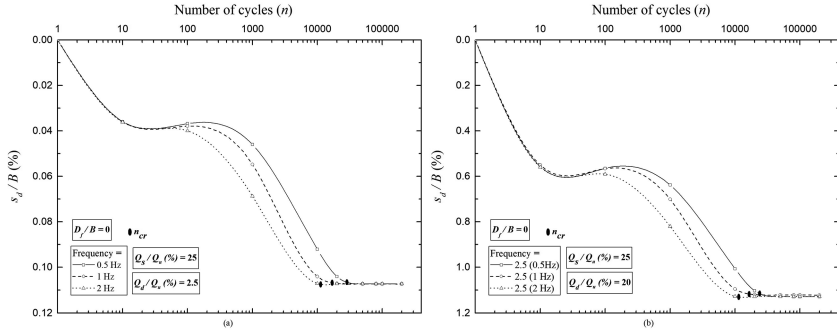 Number of cycles (n)
1 10 100 1000 10000 100000
0.00
0.02
0.04
0.06
0.08
0.10
0.12
s_d / B (%)
D_f / B = 0
n_cr
Frequency =
0.5 Hz
1 Hz
2 Hz
Q_S / Q_u (%) = 25
Q_d / Q_u (%) = 2.5
(a)
Number of cycles (n)
1 10 100 1000 10000 100000
0.0
0.2
0.4
0.6
0.8
1.0
1.2
s_d / B (%)
D_f / B = 0
n_cr
Frequency =
2.5 (0.5Hz)
2.5 (1 Hz)
2.5 (2 Hz)
Q_S / Q_u (%) = 25
Q_d / Q_u (%) = 20
(b)